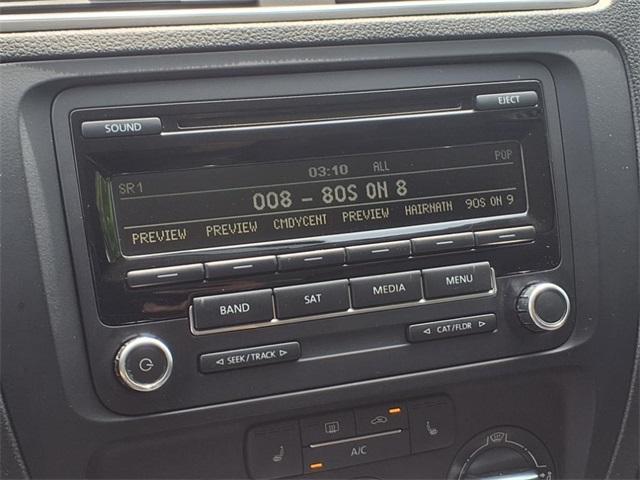 SOUND
EJECT
03:10 ALL
SR1
POP
008 - 80S ON 8
PREVIEW PREVIEW CMDYCENT PREVIEW HAIRNATN 90S ON 9
BAND SAT MEDIA MENU
SEEK/TRACK
CAT/FLDR
A/C